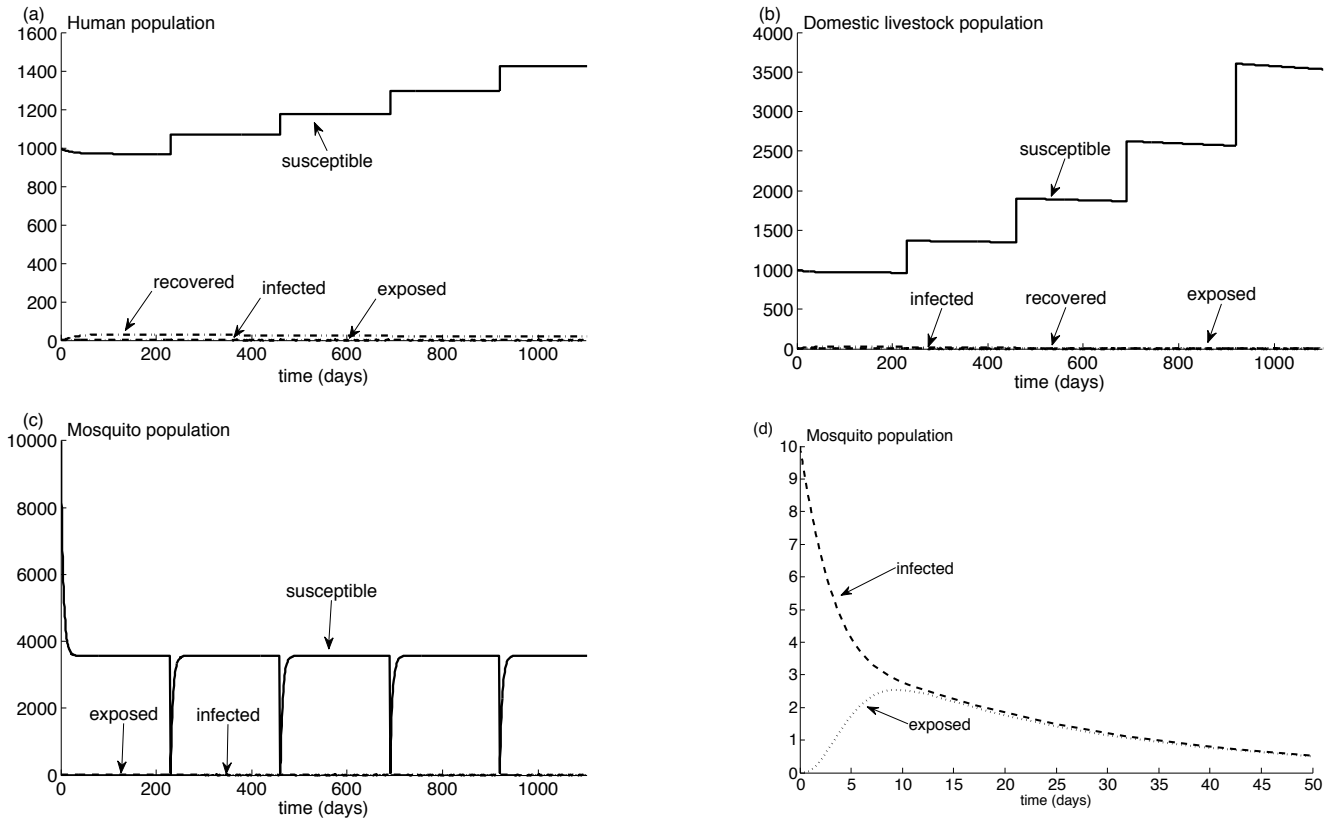 (a)
Human population
1600
1400
1200
1000
800
600
400
200
0
susceptible
recovered
infected
exposed
0
200
400
600
800
1000
time (days)
(b)
Domestic livestock population
4000
3500
3000
2500
2000
1500
1000
500
0
susceptible
infected
recovered
exposed
0
200
400
600
800
1000
time (days)
(c)
Mosquito population
10000
8000
6000
4000
2000
0
susceptible
exposed
infected
0
200
400
600
800
1000
time (days)
(d)
Mosquito population
10
9
8
7
6
5
4
3
2
1
0
infected
exposed
0
5
10
15
20
25
30
35
40
45
50
time (days)